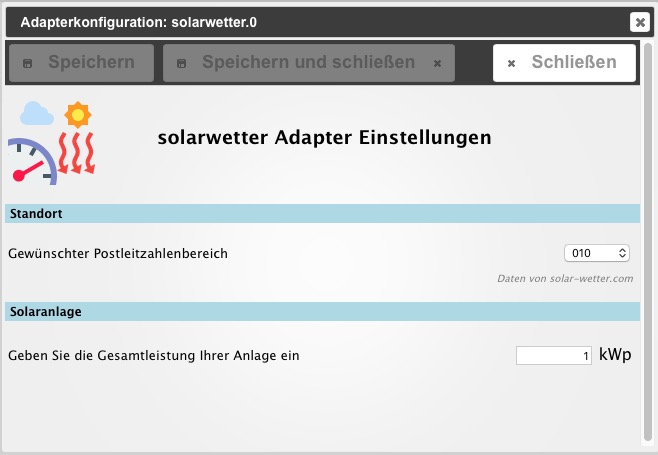 Adapterkonfiguration: solarwetter.0
Speichern
Speichern und schließen
Schließen
solarwetter Adapter Einstellungen
Standort
Gewünschter Postleitzahlenbereich
010
Daten von solar-wetter.com
Solaranlage
Geben Sie die Gesamtleistung Ihrer Anlage ein
1 kWp